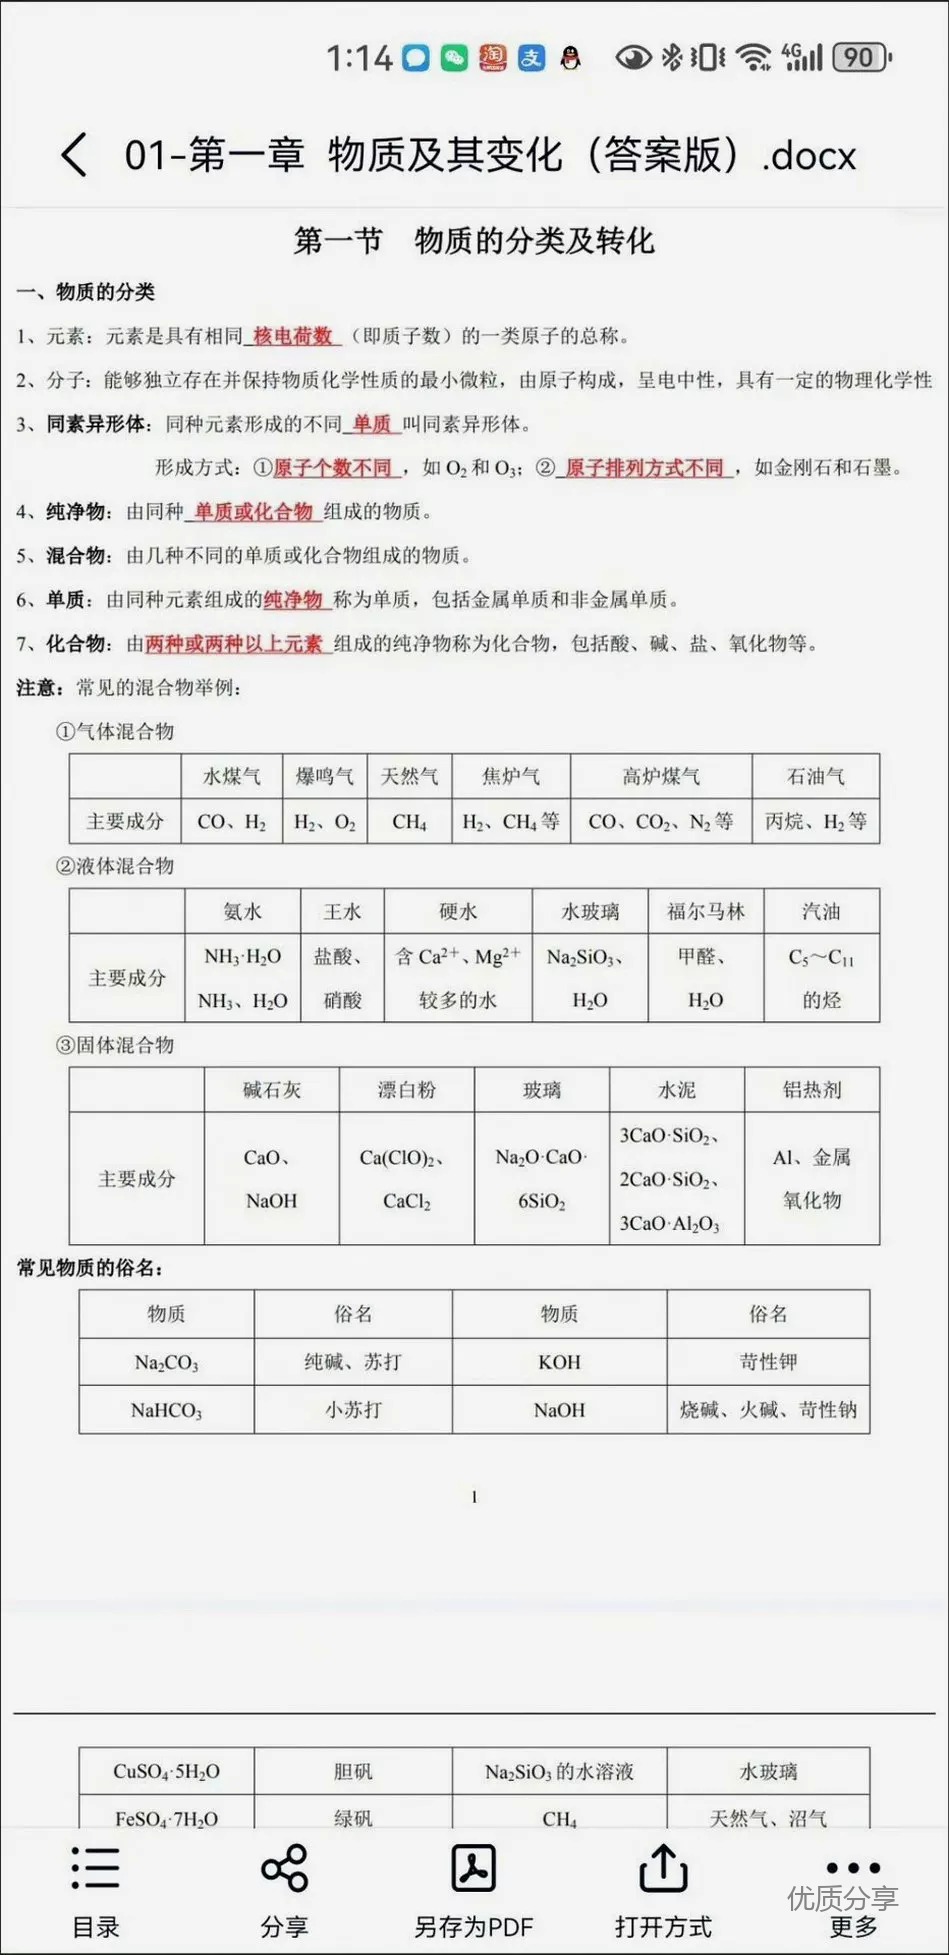 1:14 4G 90
01-第一章 物质及其变化（答案版）.docx
第一节 物质的分类及转化
一、物质的分类
1、元素：元素是具有相同 核电荷数 （即质子数）的一类原子的总称。
2、分子：能够独立存在并保持物质化学性质的最小微粒，由原子构成，呈电中性，具有一定的物理化学性
3、同素异形体：同种元素形成的不同 单质 叫同素异形体。
形成方式：①原子个数不同 ，如 O₂和 O₃；② 原子排列方式不同 ，如金刚石和石墨。
4、纯净物：由同种 单质或化合物 组成的物质。
5、混合物：由几种不同的单质或化合物组成的物质。
6、单质：由同种元素组成的纯净物 称为单质，包括金属单质和非金属单质。
7、化合物：由两种或两种以上元素 组成的纯净物称为化合物，包括酸、碱、盐、氧化物等。
注意：常见的混合物举例：
①气体混合物
水煤气 爆鸣气 天然气 焦炉气 高炉煤气 石油气
主要成分 CO、H₂ H₂、O₂ CH₄ H₂、CH₄等 CO、CO₂、N₂等 丙烷、H₂等
②液体混合物
氨水 王水 硬水 水玻璃 福尔马林 汽油
主要成分 NH₃·H₂O 盐酸、 含 Ca²⁺、Mg²⁺ Na₂SiO₃、 甲醛、 C₅～C₁₁
NH₃、H₂O 硝酸 较多的水 H₂O H₂O 的烃
③固体混合物
碱石灰 漂白粉 玻璃 水泥 铝热剂
主要成分 CaO、 Ca(ClO)₂、 Na₂O·CaO· 3CaO·SiO₂、 Al、金属
NaOH CaCl₂ 6SiO₂ 2CaO·SiO₂、 氧化物
3CaO·Al₂O₃
常见物质的俗名：
物质 俗名 物质 俗名
Na₂CO₃ 纯碱、苏打 KOH 苛性钾
NaHCO₃ 小苏打 NaOH 烧碱、火碱、苛性钠
1
CuSO₄·5H₂O 胆矾 Na₂SiO₃的水溶液 水玻璃
FeSO₄·7H₂O 绿矾 CH₄ 天然气、沼气
优质分享
目录 分享 另存为PDF 打开方式 更多